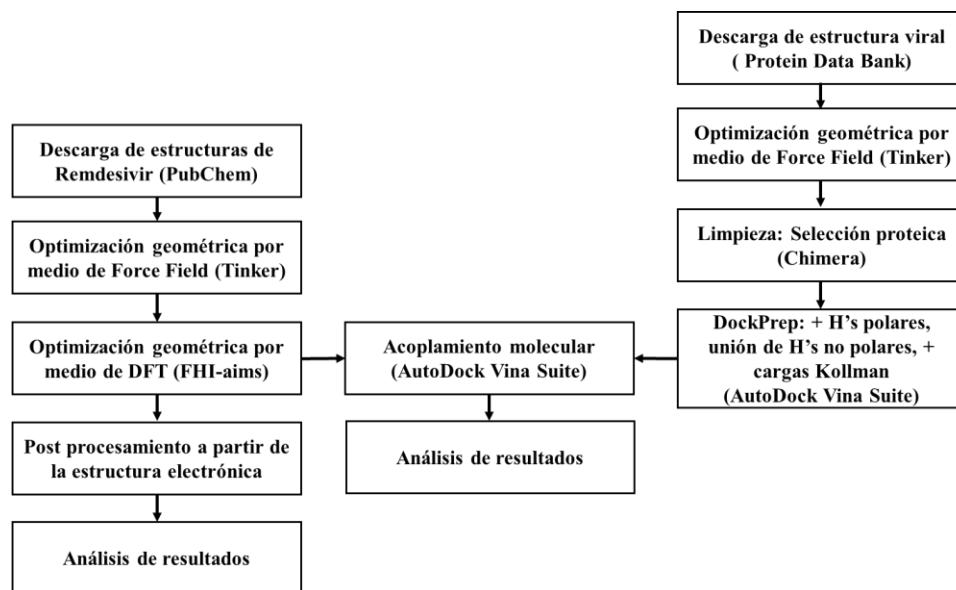 Descarga de estructuras de
Remdesivir (PubChem)
Optimización geométrica por
medio de Force Field (Tinker)
Optimización geométrica por
medio de DFT (FHI-aims)
Post procesamiento a partir de
la estructura electrónica
Análisis de resultados
Acoplamiento molecular
(AutoDock Vina Suite)
Análisis de resultados
Descarga de estructura viral
( Protein Data Bank)
Optimización geométrica por
medio de Force Field (Tinker)
Limpieza: Selección proteica
(Chimera)
DockPrep: + H’s polares,
unión de H’s no polares, +
cargas Kollman
(AutoDock Vina Suite)